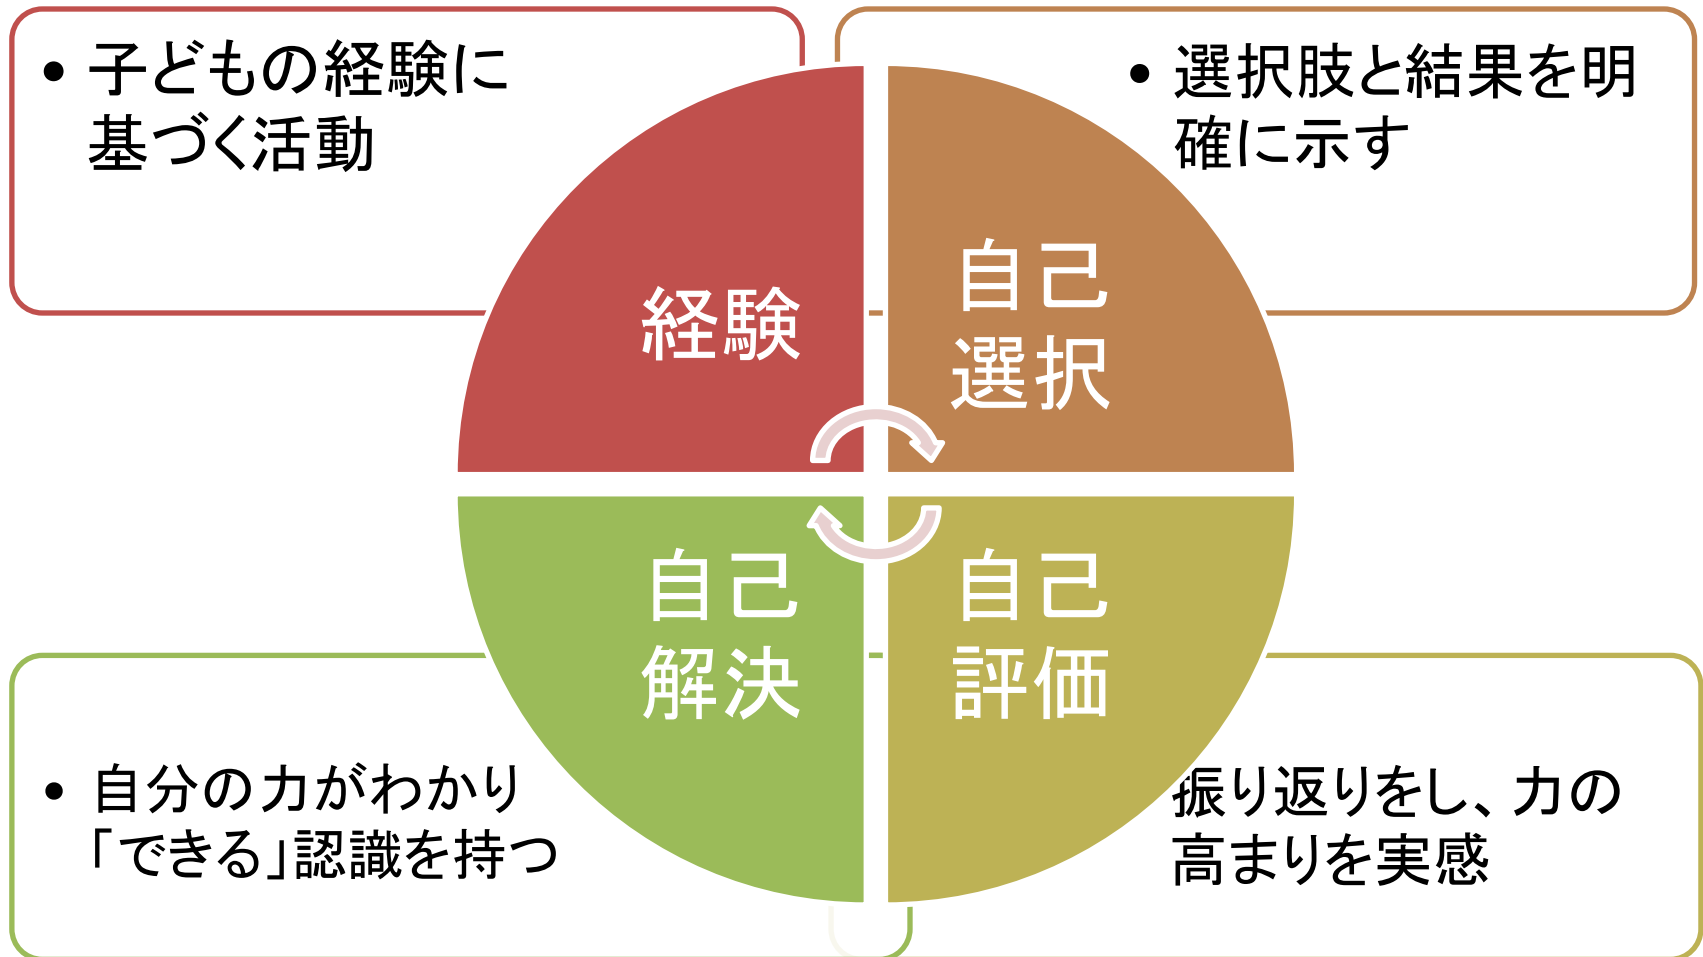 • 子どもの経験に
基づく活動
• 選択肢と結果を明
確に示す
経験
自己
選択
自己
解決
自己
評価
• 自分の力がわかり
「できる」認識を持つ
振り返りをし、力の
高まりを実感